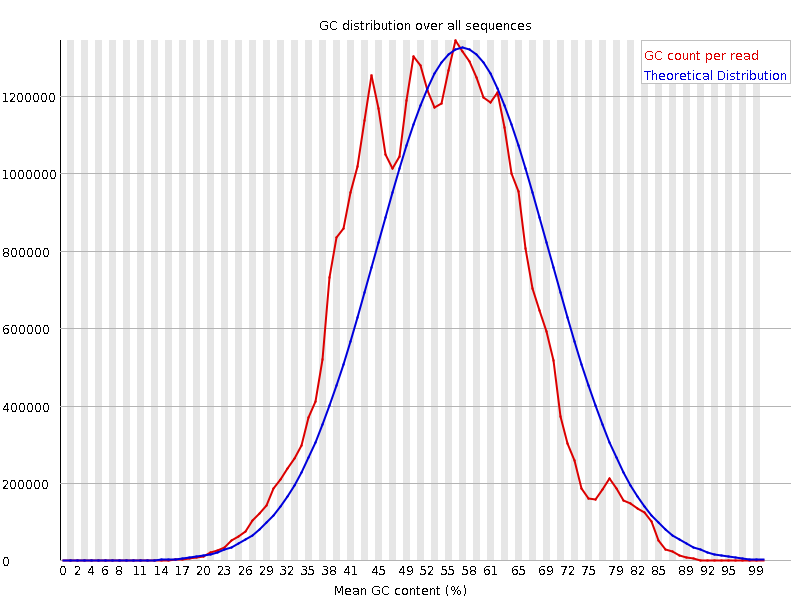 GC distribution over all sequences
GC count per read
Theoretical Distribution
1200000
1000000
800000
600000
400000
200000
0
0 2 4 6 8 11 14 17 20 23 26 29 32 35 38 41 45 49 52 55 58 61 65 69 72 75 79 82 85 89 92 95 99
Mean GC content (%)